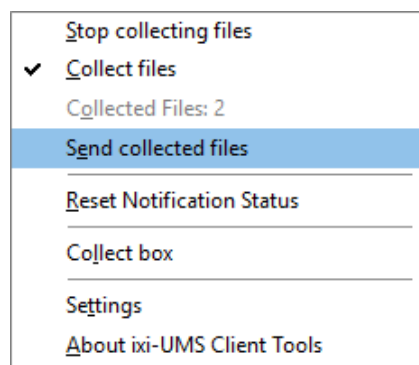 Stop collecting files
Collect files
Collected Files: 2
Send collected files
Reset Notification Status
Collect box
Settings
About ixi-UMS Client Tools